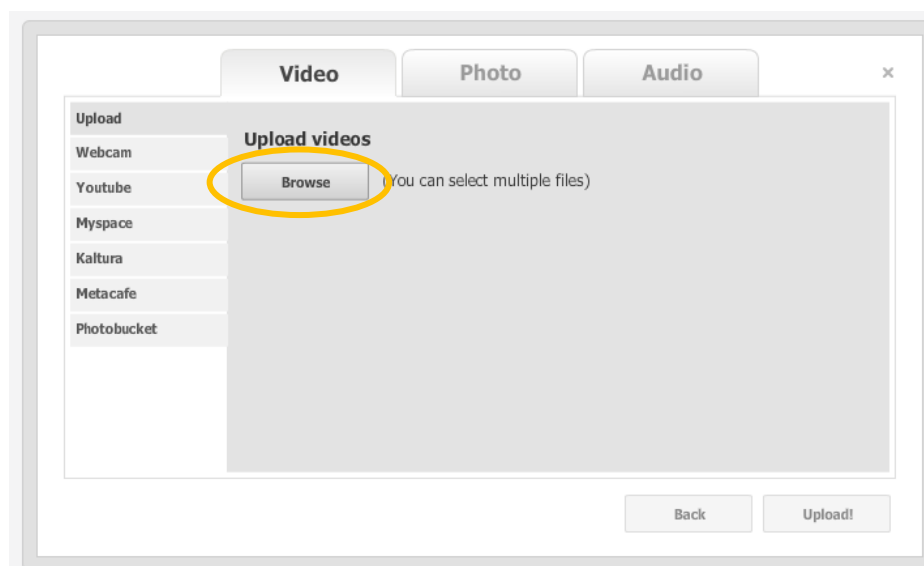 Video Photo Audio ×
Upload
Webcam
Youtube
Myspace
Kaltura
Metacafe
Photobucket
Upload videos
Browse (You can select multiple files)
Back Upload!